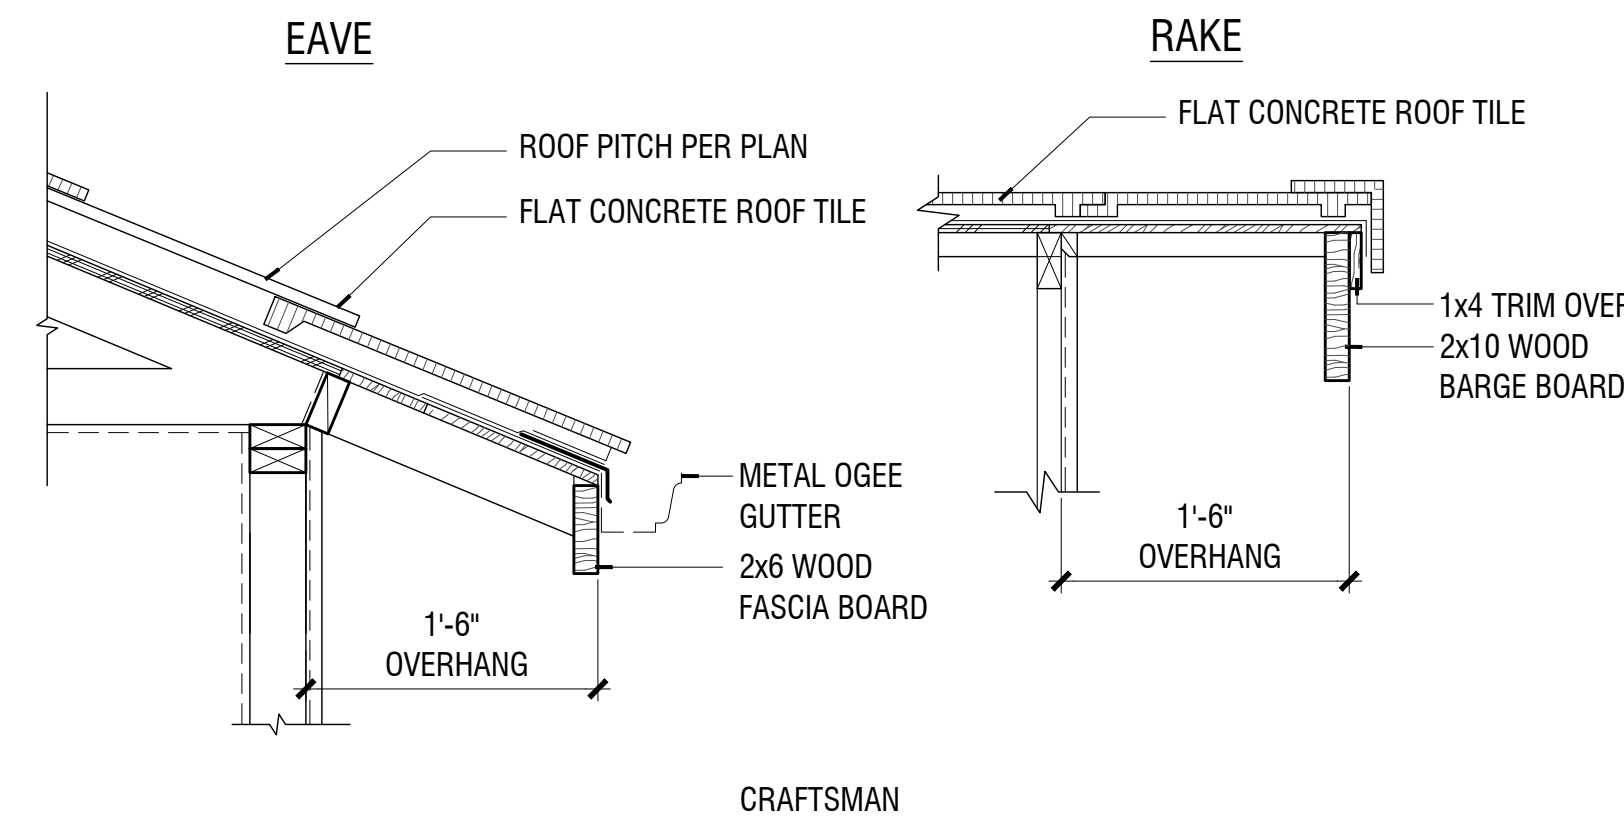 EAVE
ROOF PITCH PER PLAN
FLAT CONCRETE ROOF TILE
METAL OGEE
GUTTER
2x6 WOOD
FASCIA BOARD
1'-6"
OVERHANG
RAKE
FLAT CONCRETE ROOF TILE
1x4 TRIM OVER
2x10 WOOD
BARGE BOARD
1'-6"
OVERHANG
CRAFTSMAN